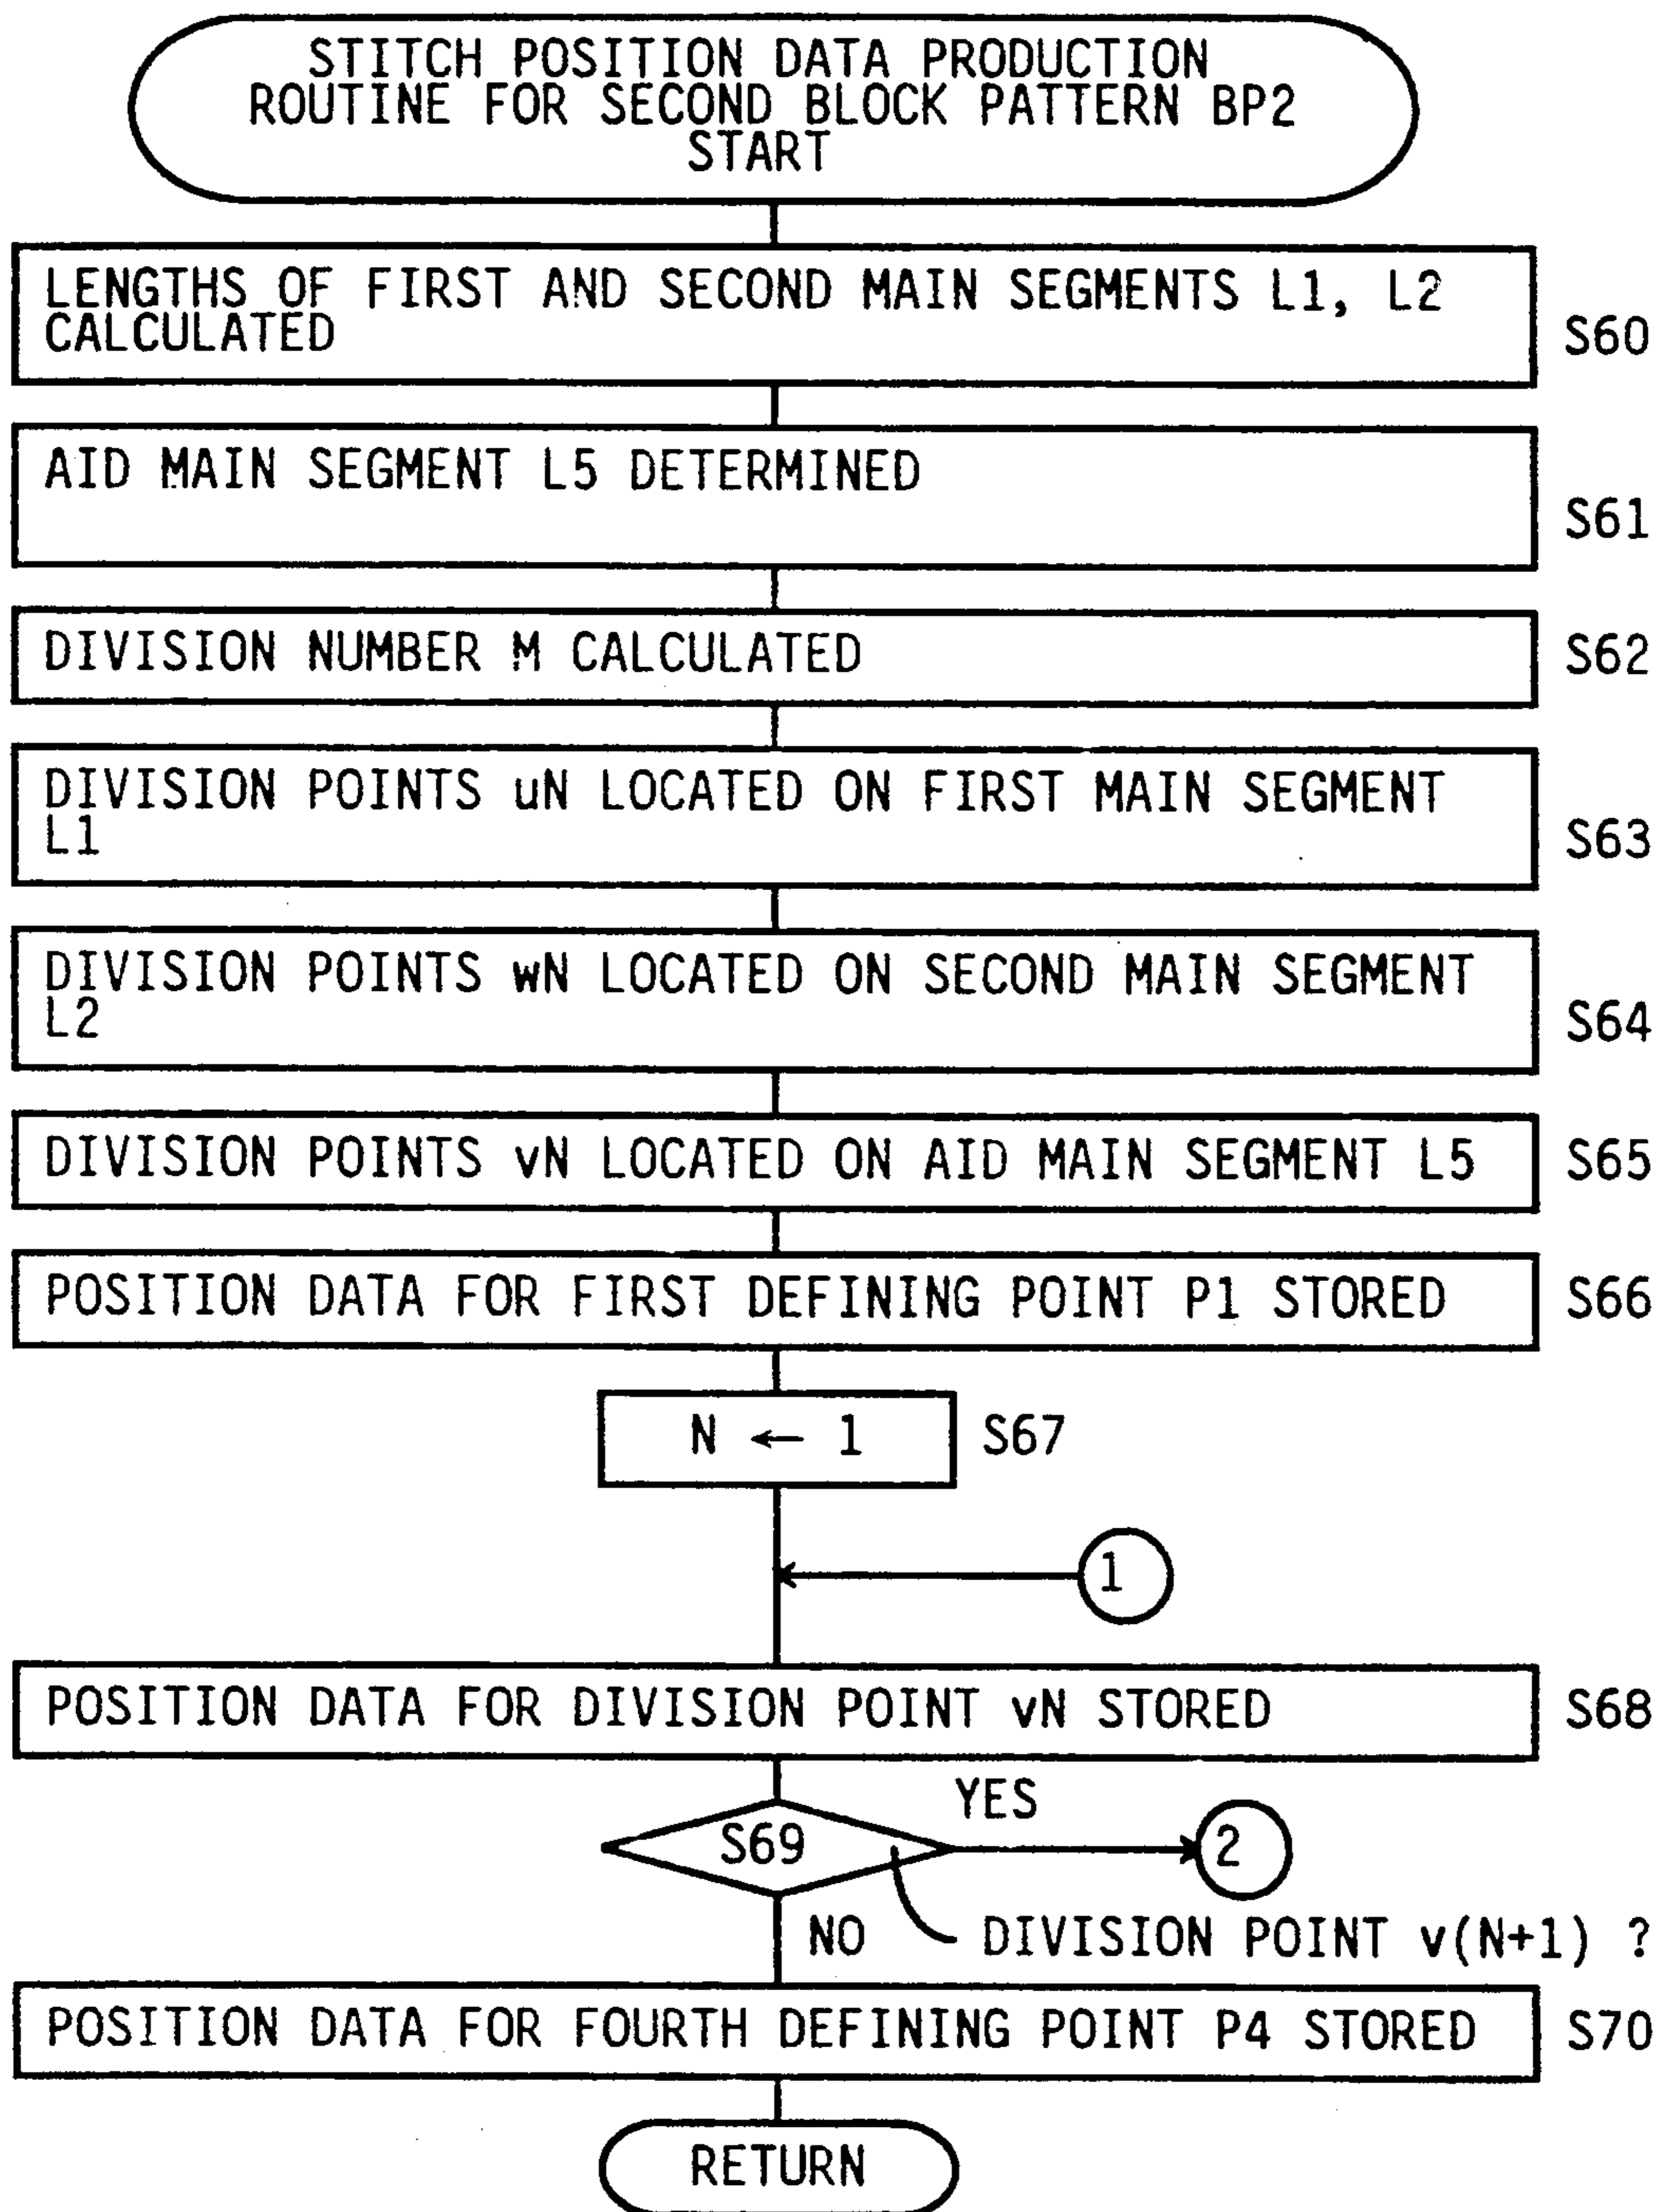 STITCH POSITION DATA PRODUCTION
ROUTINE FOR SECOND BLOCK PATTERN BP2
START
LENGTHS OF FIRST AND SECOND MAIN SEGMENTS L1, L2
CALCULATED
S60
AID MAIN SEGMENT L5 DETERMINED
S61
DIVISION NUMBER M CALCULATED
S62
DIVISION POINTS uN LOCATED ON FIRST MAIN SEGMENT
L1
S63
DIVISION POINTS wN LOCATED ON SECOND MAIN SEGMENT
L2
S64
DIVISION POINTS vN LOCATED ON AID MAIN SEGMENT L5
S65
POSITION DATA FOR FIRST DEFINING POINT P1 STORED
S66
N ← 1
S67
1
POSITION DATA FOR DIVISION POINT vN STORED
S68
YES
S69
2
NO
DIVISION POINT v(N+1) ?
POSITION DATA FOR FOURTH DEFINING POINT P4 STORED
S70
RETURN